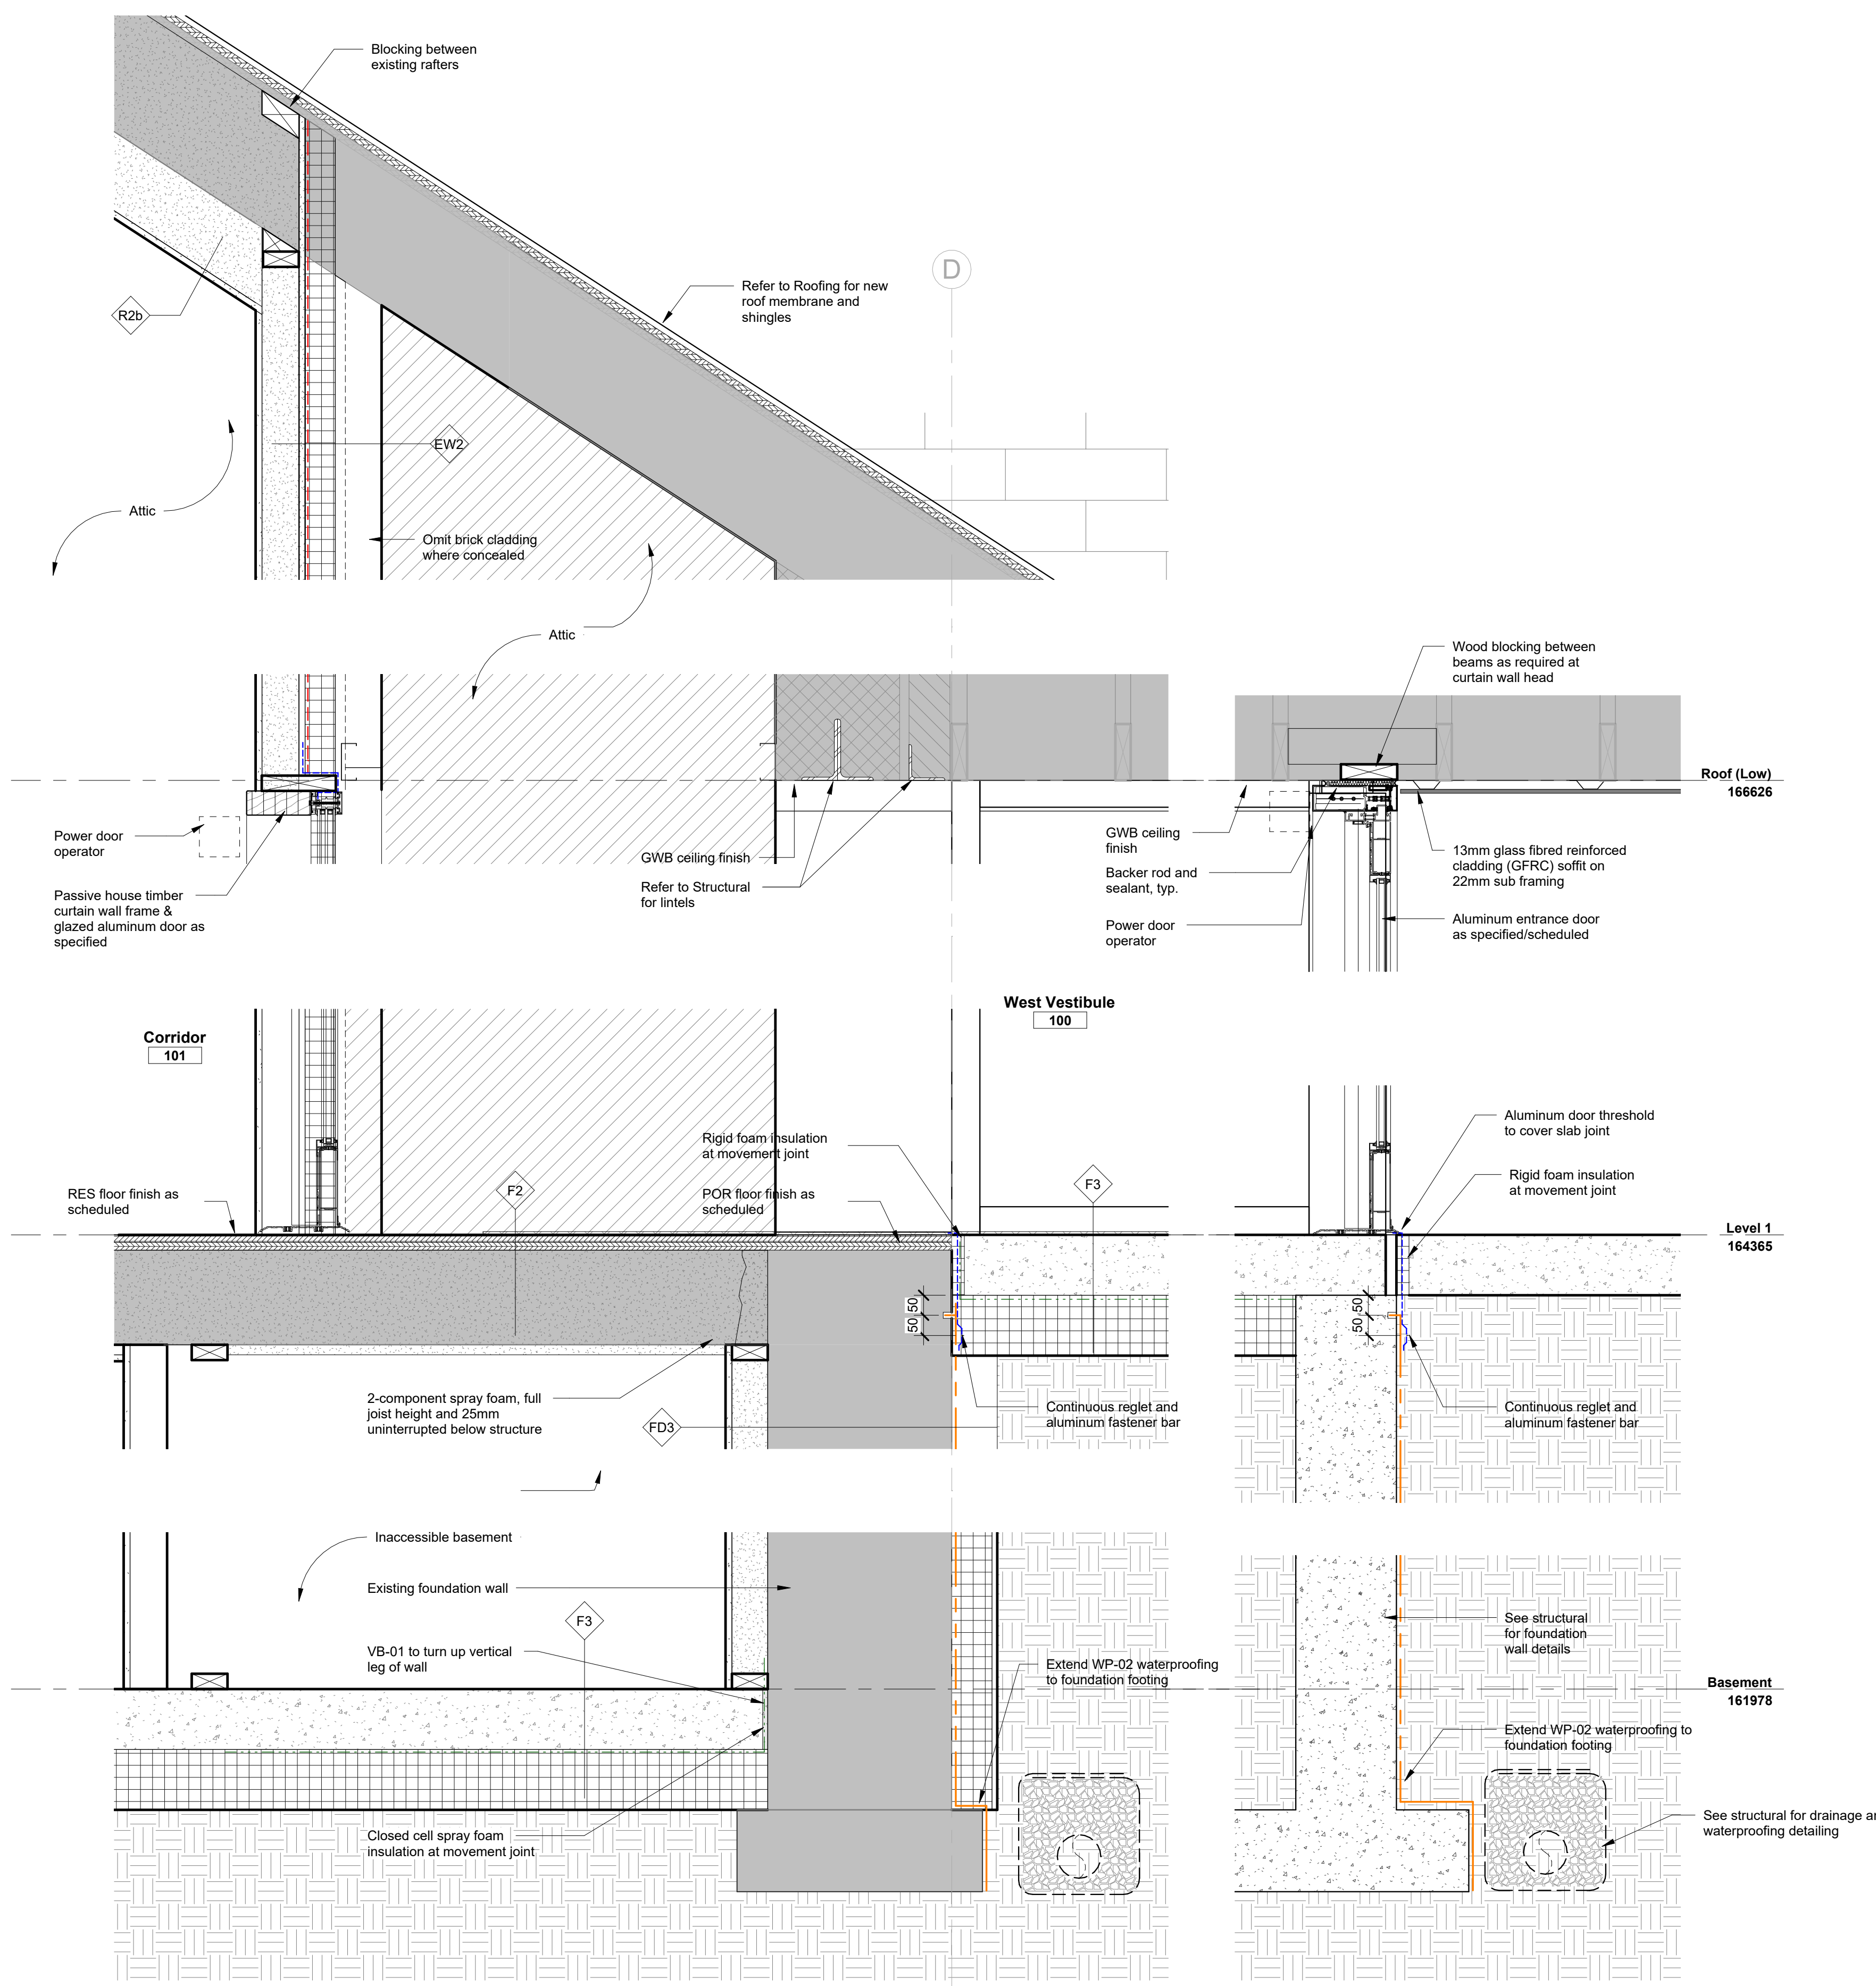 Blocking between
existing rafters
D
Refer to Roofing for new
roof membrane and
shingles
R2b
EW2
Attic
Omit brick cladding
where concealed
Attic
Wood blocking between
beams as required at
curtain wall head
Roof (Low)
166626
Power door
operator
GWB ceiling finish
Refer to Structural
for lintels
Passive house timber
curtain wall frame &
glazed aluminum door as
specified
GWB ceiling
finish
Backer rod and
sealant, typ.
Power door
operator
13mm glass fibred reinforced
cladding (GFRC) soffit on
22mm sub framing
Aluminum entrance door
as specified/scheduled
West Vestibule
100
Corridor
101
Rigid foam insulation
at movement joint
Aluminum door threshold
to cover slab joint
Rigid foam insulation
at movement joint
RES floor finish as
scheduled
F2
POR floor finish as
scheduled
F3
Level 1
164365
50
50
50
50
2-component spray foam, full
joist height and 25mm
uninterrupted below structure
FD3
Continuous reglet and
aluminum fastener bar
Continuous reglet and
aluminum fastener bar
Inaccessible basement
Existing foundation wall
F3
See structural
for foundation
wall details
VB-01 to turn up vertical
leg of wall
Extend WP-02 waterproofing
to foundation footing
Basement
161978
Extend WP-02 waterproofing to
foundation footing
Closed cell spray foam
insulation at movement joint
See structural for drainage
waterproofing detailing